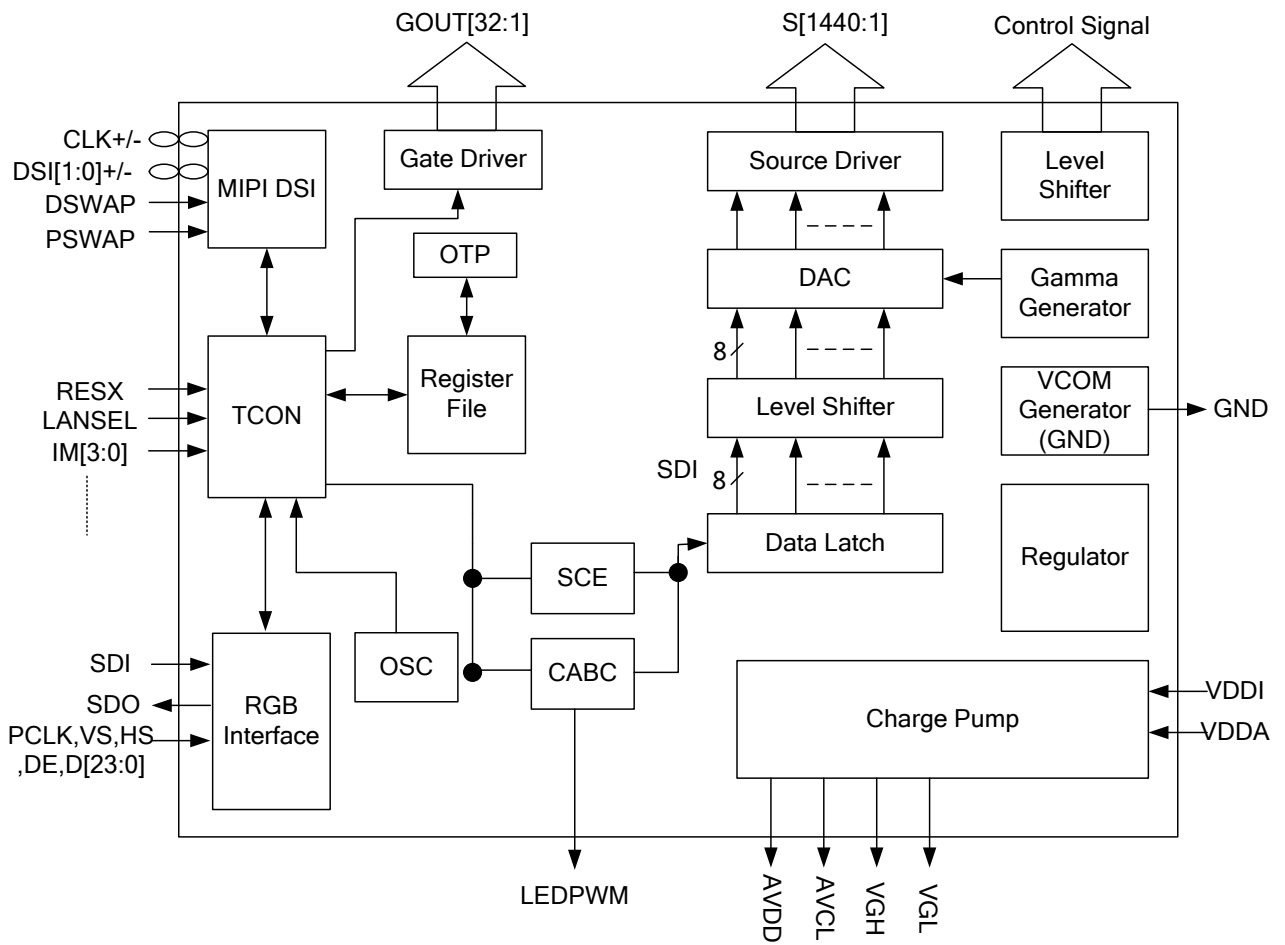 GOUT[32:1]
S[1440:1]
Control Signal
CLK+/-
DSI[1:0]+/-
DSWAP
PSWAP
MIPI DSI
Gate Driver
Source Driver
Level
Shifter
OTP
DAC
Gamma
Generator
8
RESX
LANSEL
IM[3:0]
TCON
Register
File
Level Shifter
VCOM
Generator
(GND)
GND
SDI
8
Data Latch
Regulator
SCE
OSC
CABC
SDI
SDO
PCLK,VS,HS
,DE,D[23:0]
RGB
Interface
Charge Pump
VDDI
VDDA
LEDPWM
AVDD
AVCL
VGH
VGL